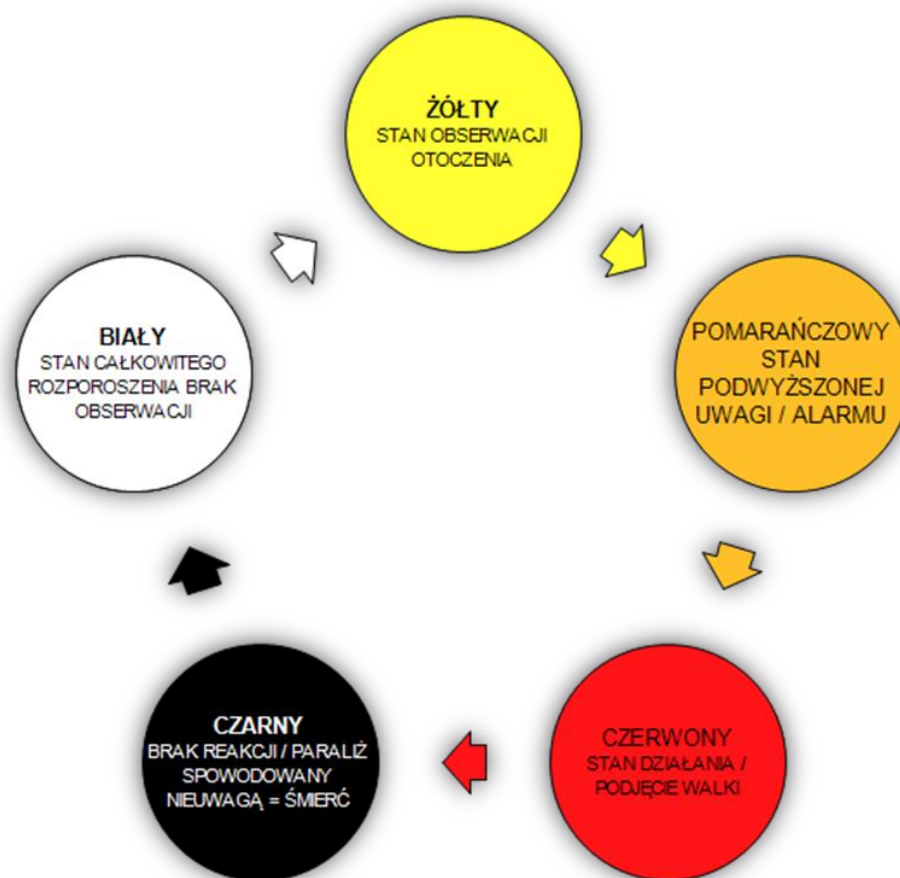 ŻÓŁTY
STAN OBSERWACJI
OTOCZENIA
POMARAŃCZOWY
STAN
PODWYŻSZONEJ
UWAGI / ALARMU
CZERWONY
STAN DZIAŁANIA /
PODJĘCIE WALKI
CZARNY
BRAK REAKCJI / PARALIŻ
SPOWODOWANY
NIEUWAGĄ = ŚMIERĆ
BIAŁY
STAN CAŁKOWITEGO
ROZPOROSZENIA BRAK
OBSERWACJI